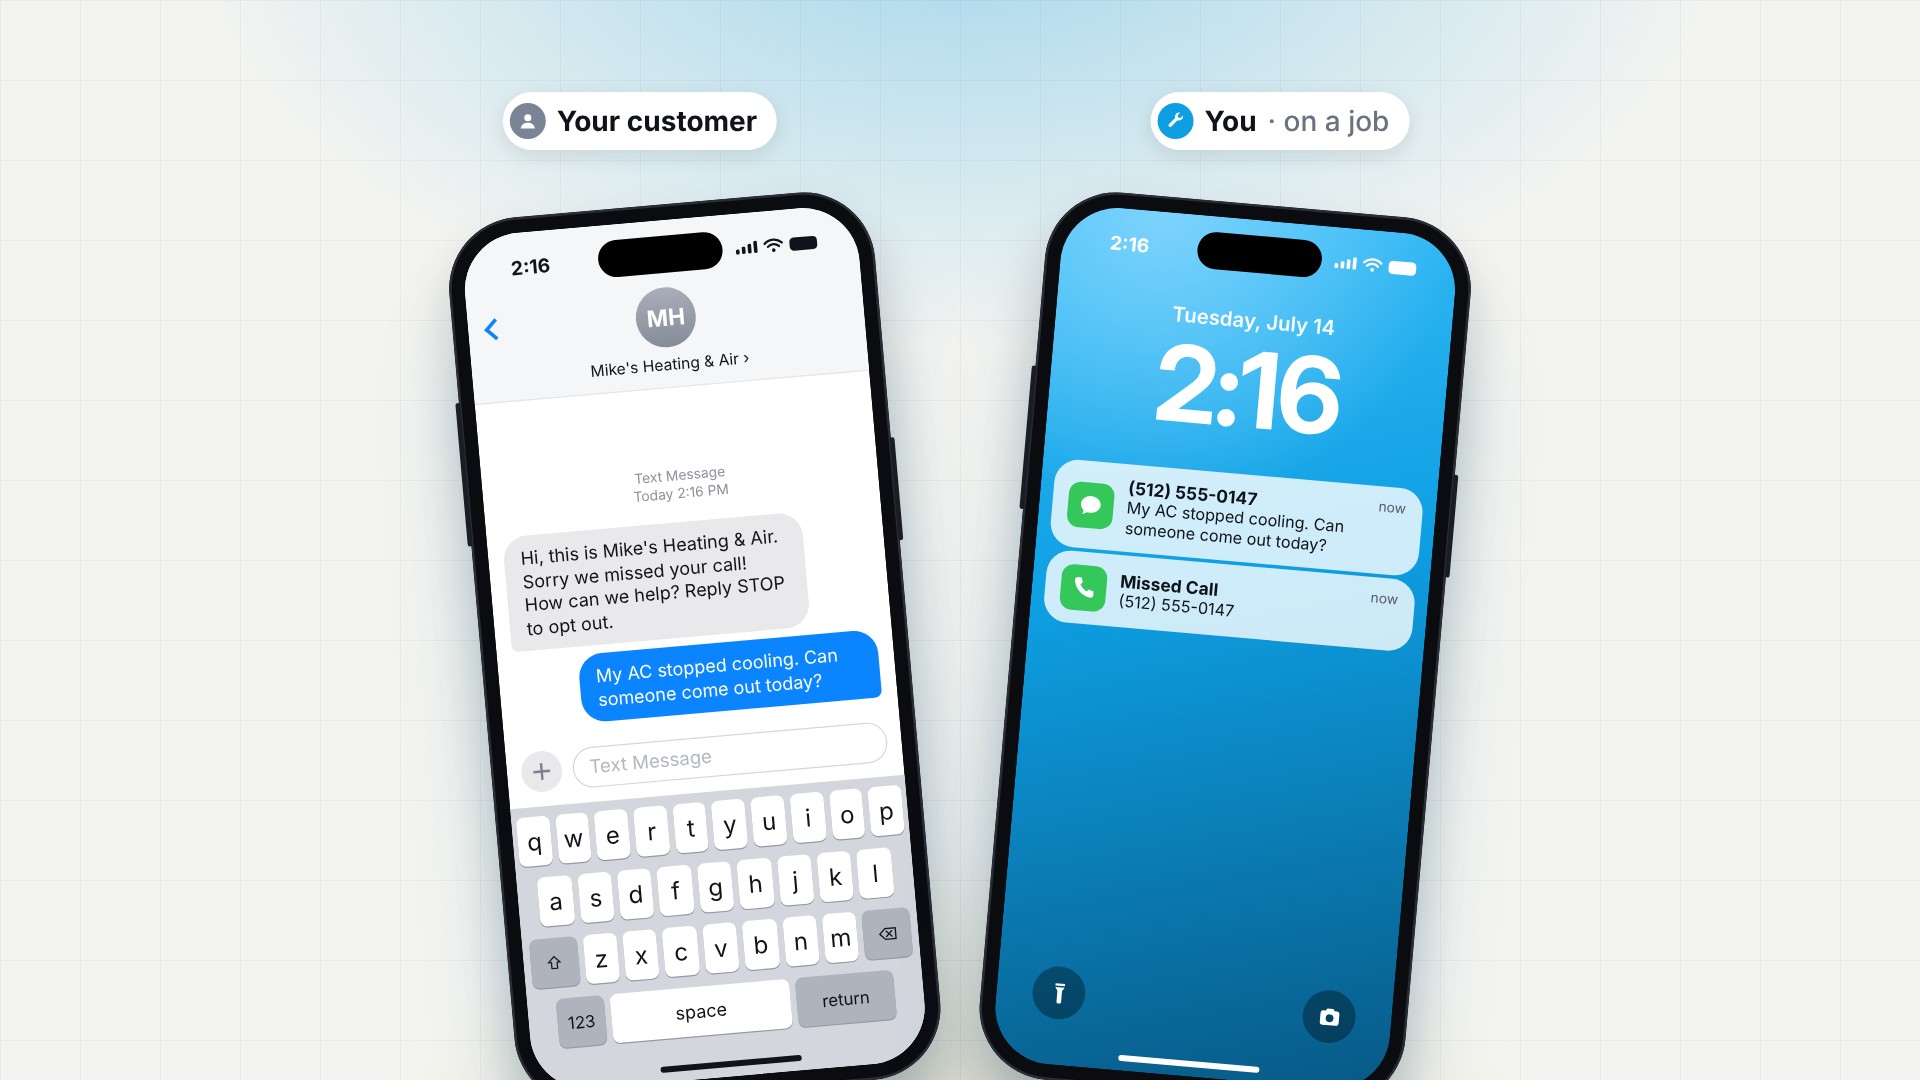 Your customer
You · on a job
2:16
MH
Mike's Heating & Air ›
Text Message
Today 2:16 PM
Hi, this is Mike's Heating & Air.
Sorry we missed your call!
How can we help? Reply STOP
to opt out.
My AC stopped cooling. Can
someone come out today?
Text Message
q w e r t y u i o p
a s d f g h j k l
z x c v b n m
123 space return
2:16
Tuesday, July 14
2:16
(512) 555-0147 now
My AC stopped cooling. Can
someone come out today?
Missed Call now
(512) 555-0147